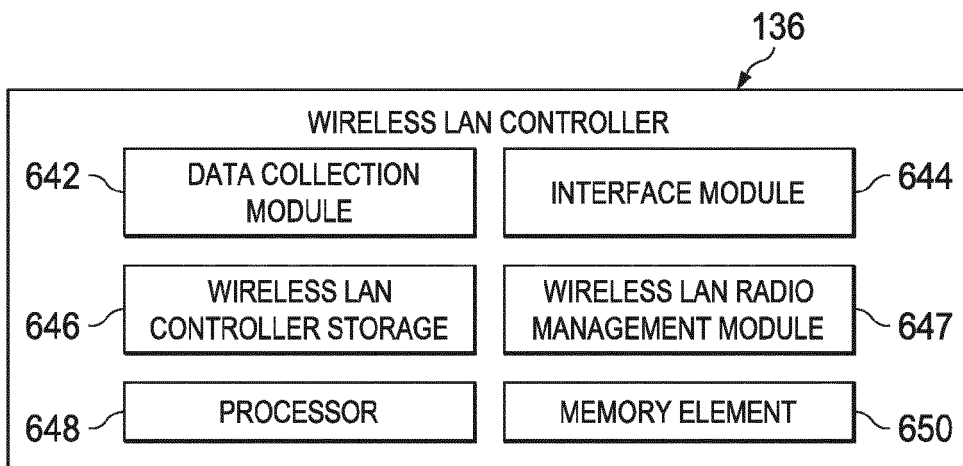 136
WIRELESS LAN CONTROLLER
642
DATA COLLECTION
MODULE
INTERFACE MODULE
644
646
WIRELESS LAN
CONTROLLER STORAGE
WIRELESS LAN RADIO
MANAGEMENT MODULE
647
648
PROCESSOR
MEMORY ELEMENT
650